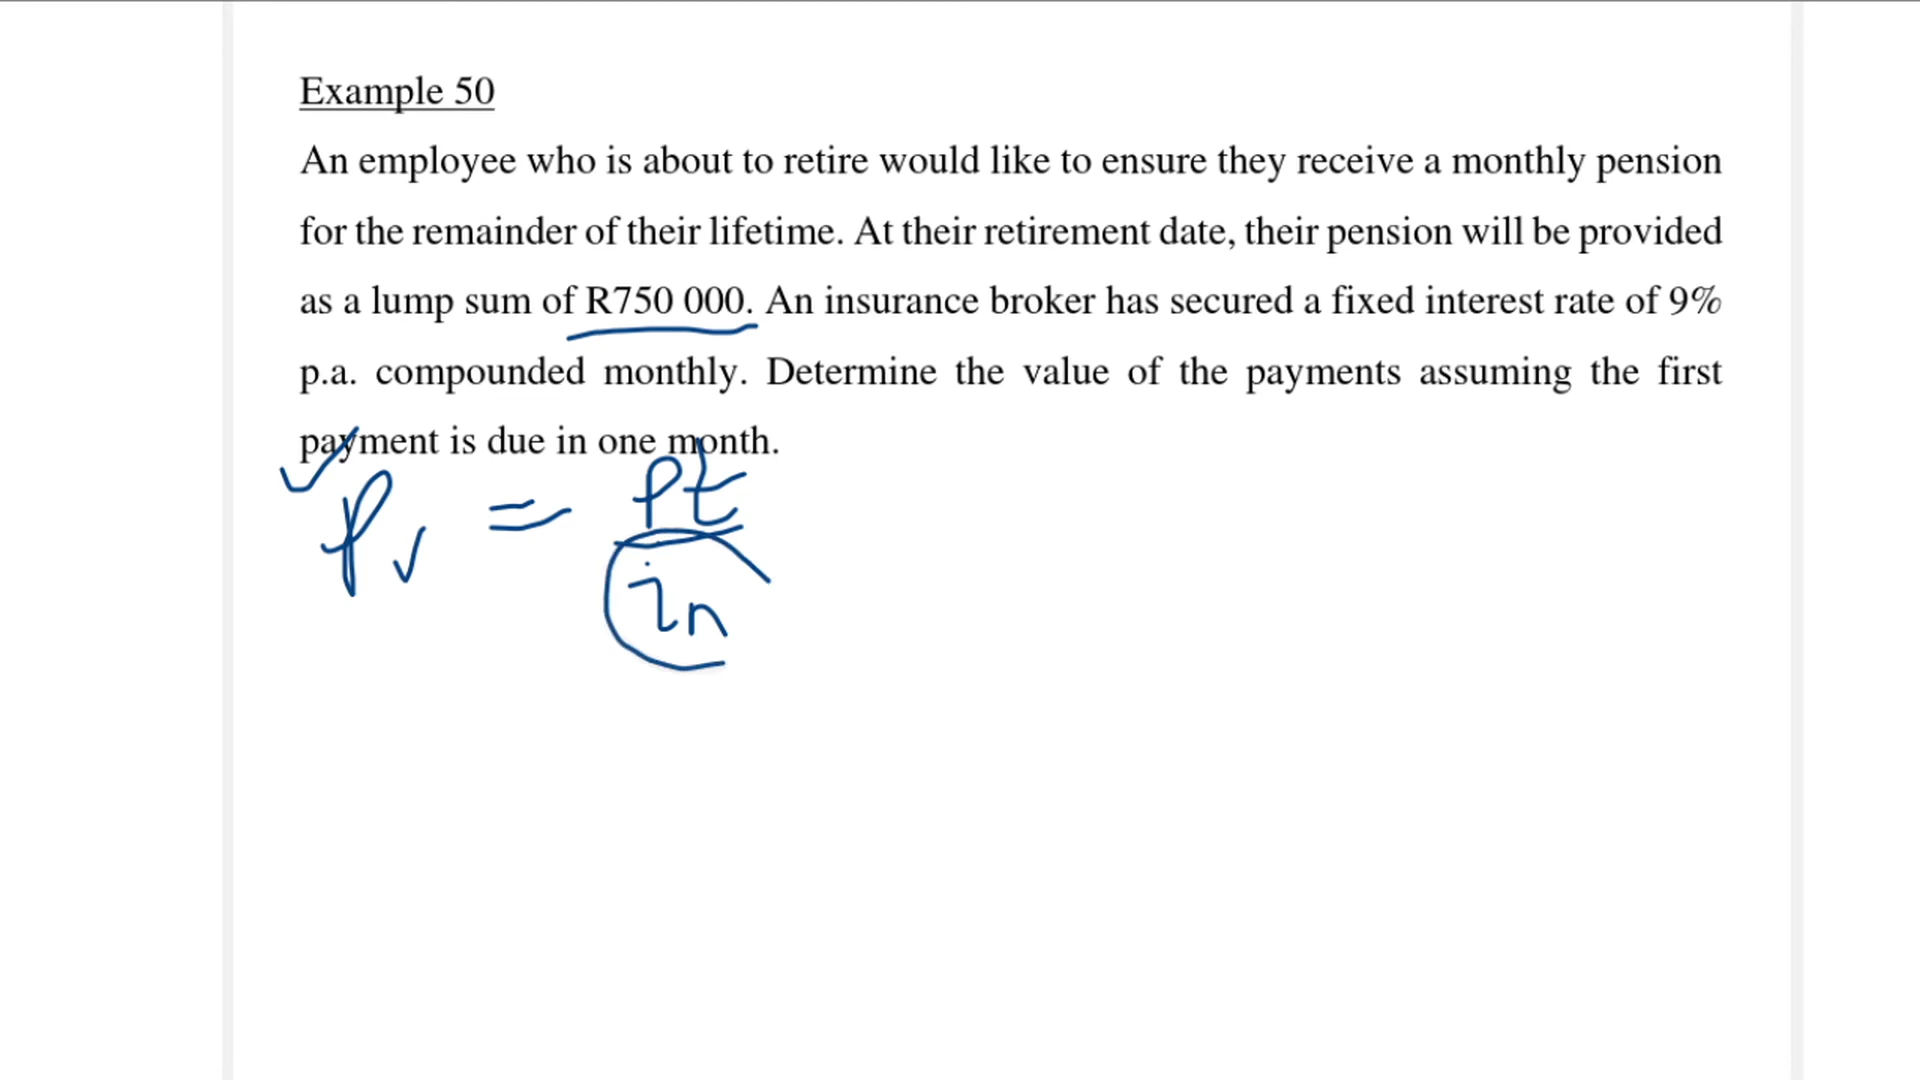 Example 50
An employee who is about to retire would like to ensure they receive a monthly pension
for the remainder of their lifetime. At their retirement date, their pension will be provided
as a lump sum of R750 000. An insurance broker has secured a fixed interest rate of 9%
p.a. compounded monthly. Determine the value of the payments assuming the first
payment is due in one month.
Pv = pt
in